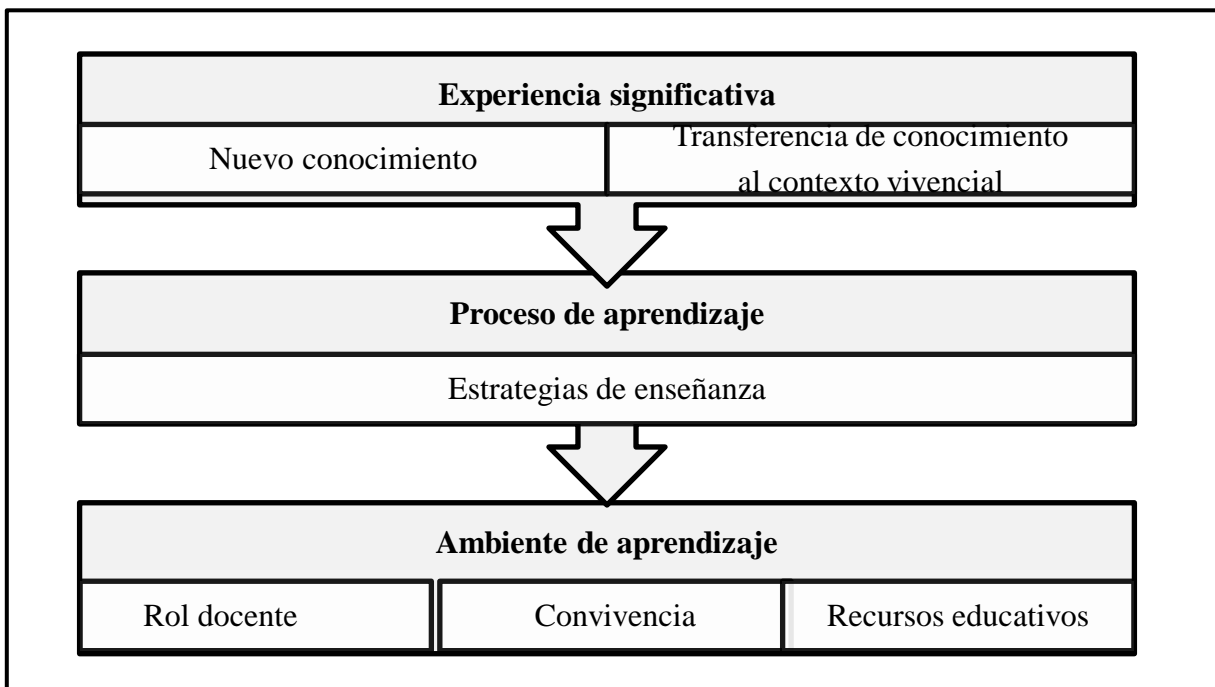 Experiencia significativa
Nuevo conocimiento
Transferencia de conocimiento
al contexto vivencial
Proceso de aprendizaje
Estrategias de enseñanza
Ambiente de aprendizaje
Rol docente
Convivencia
Recursos educativos